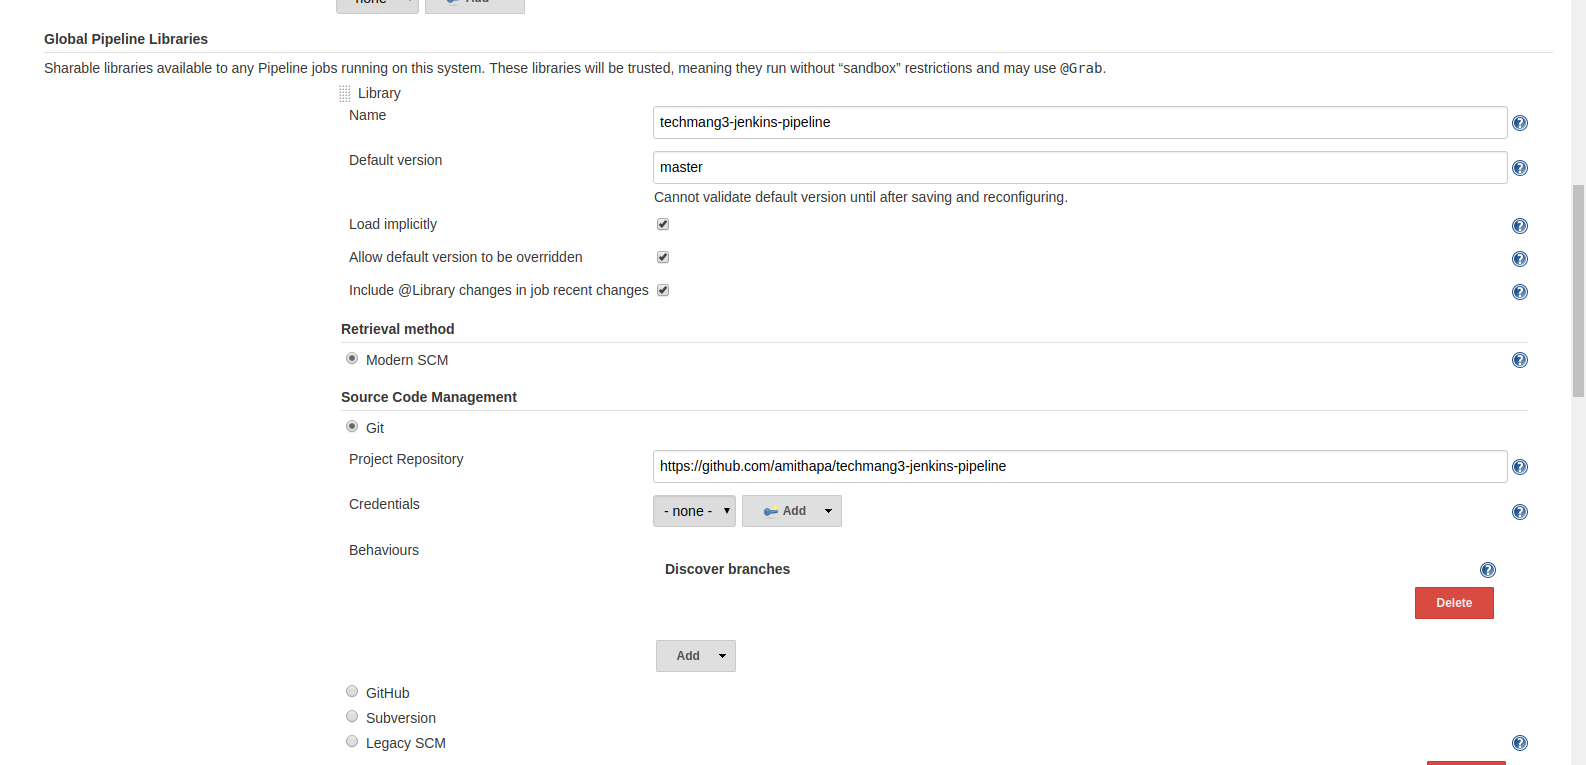 none
Add
Global Pipeline Libraries
Sharable libraries available to any Pipeline jobs running on this system. These libraries will be trusted, meaning they run without “sandbox” restrictions and may use @Grab.
Library
Name
techmang3-jenkins-pipeline
Default version
master
Cannot validate default version until after saving and reconfiguring.
Load implicitly
Allow default version to be overridden
Include @Library changes in job recent changes
Retrieval method
Modern SCM
Source Code Management
Git
Project Repository
https://github.com/amithapa/techmang3-jenkins-pipeline
Credentials
- none -
Add
Behaviours
Discover branches
Delete
Add
GitHub
Subversion
Legacy SCM